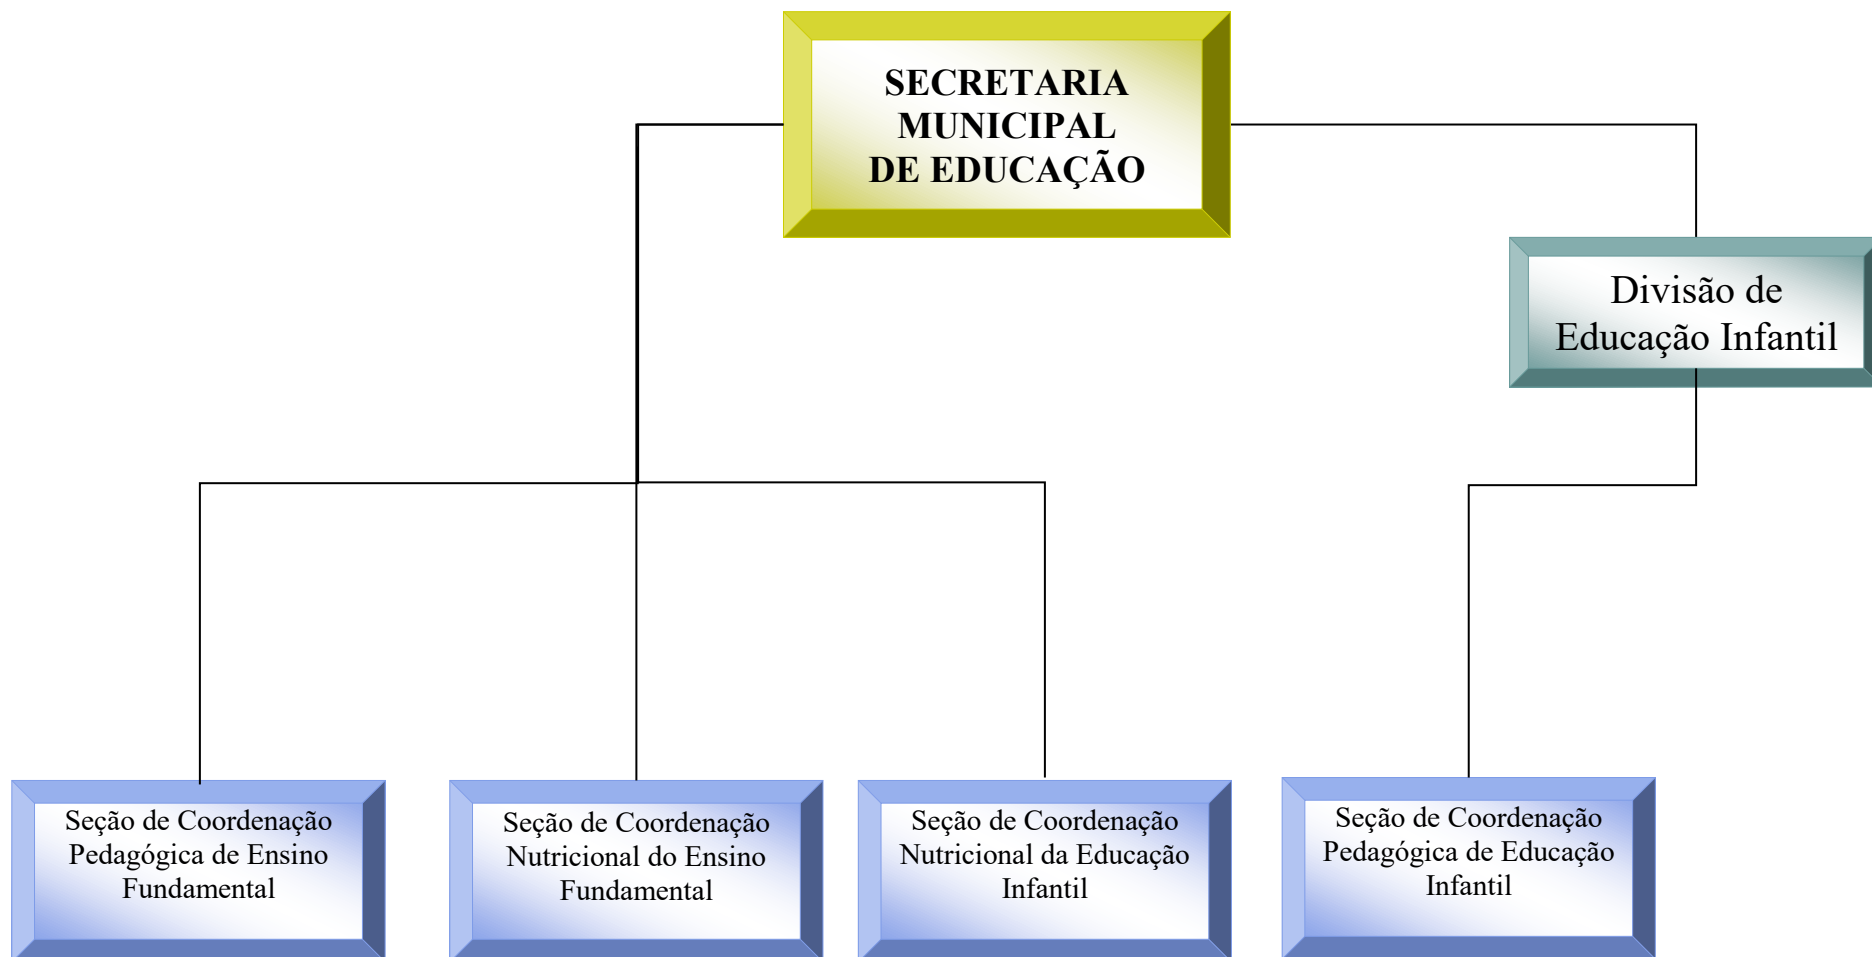 SECRETARIA
MUNICIPAL
DE EDUCAÇÃO
Divisão de
Educação Infantil
Seção de Coordenação
Pedagógica de Ensino
Fundamental
Seção de Coordenação
Nutricional do Ensino
Fundamental
Seção de Coordenação
Nutricional da Educação
Infantil
Seção de Coordenação
Pedagógica de Educação
Infantil